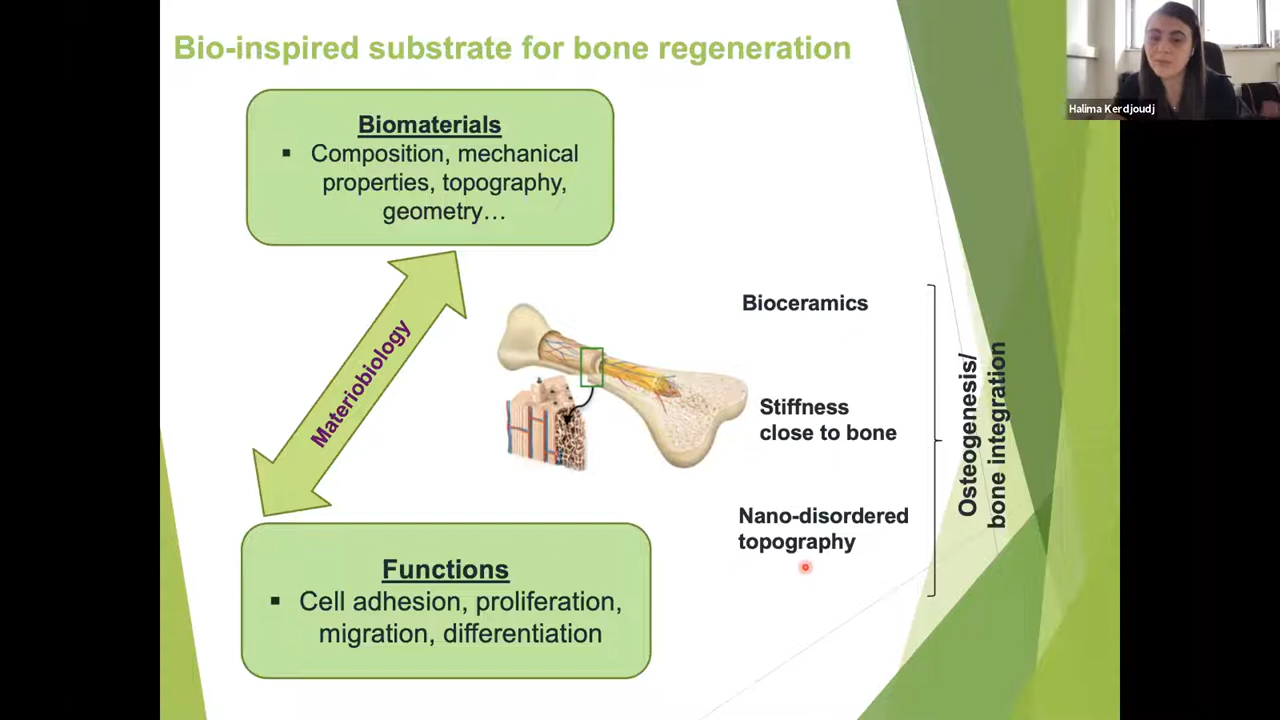 Bio-inspired substrate for bone regeneration
Halima Kerdjoudj
Biomaterials
▪ Composition, mechanical
properties, topography,
geometry…
Materiobiology
Bioceramics
Stiffness
close to bone
Nano-disordered
topography
Osteogenesis/
bone integration
Functions
▪ Cell adhesion, proliferation,
migration, differentiation